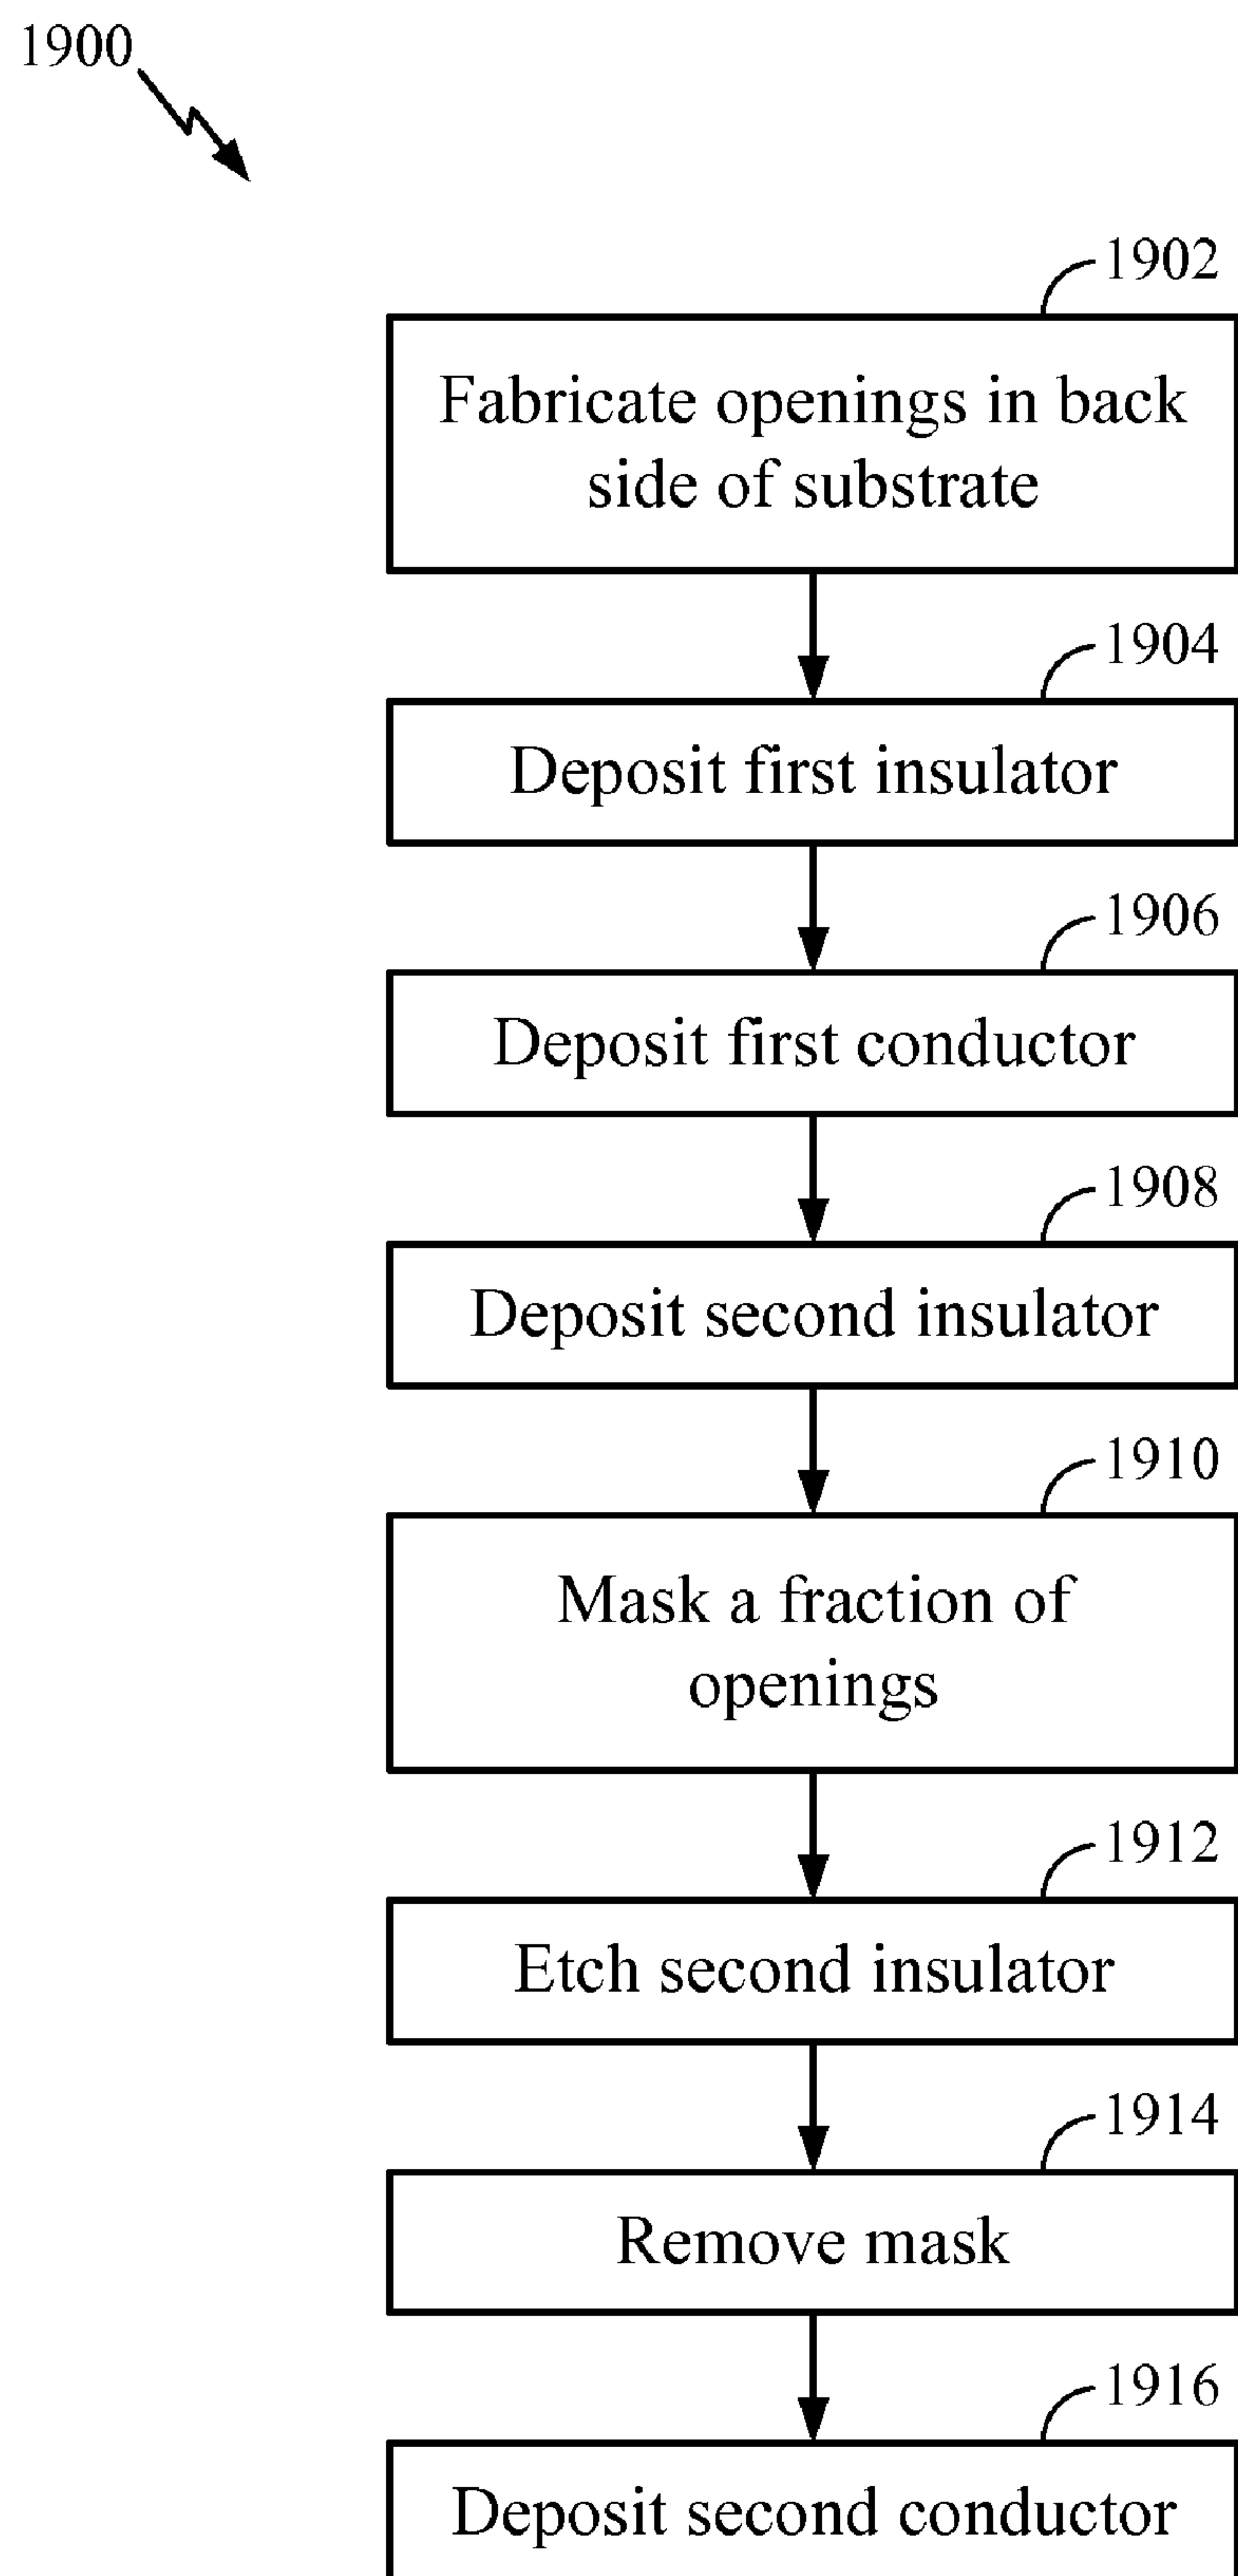 1900
1902
Fabricate openings in back
side of substrate
1904
Deposit first insulator
1906
Deposit first conductor
1908
Deposit second insulator
1910
Mask a fraction of
openings
1912
Etch second insulator
1914
Remove mask
1916
Deposit second conductor